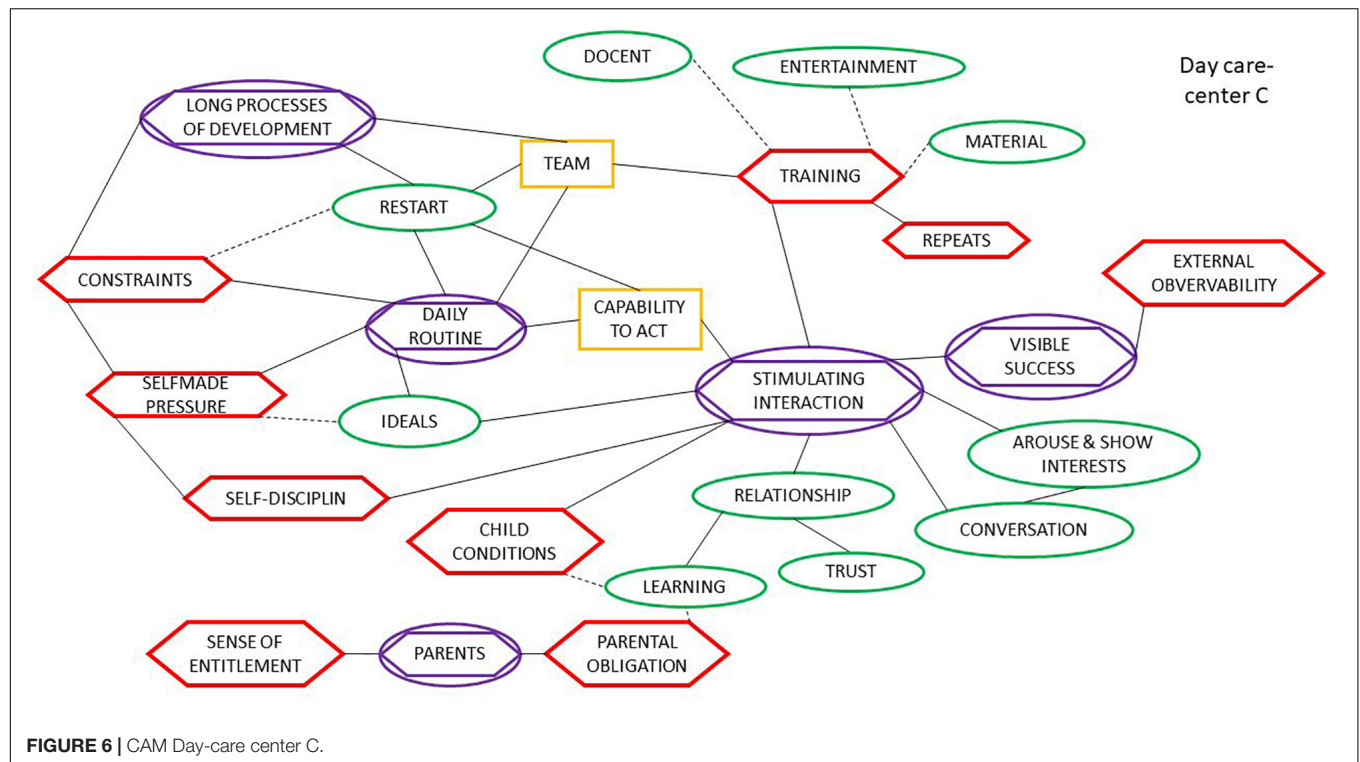 DOCENT
ENTERTAINMENT
Day care-
center C
LONG PROCESSES
OF DEVELOPMENT
MATERIAL
TEAM
TRAINING
RESTART
REPEATS
CONSTRAINTS
EXTERNAL
OBVERVABILITY
CAPABILITY
TO ACT
DAILY
ROUTINE
VISIBLE
SUCCESS
STIMULATING
INTERACTION
SELFMADE
PRESSURE
IDEALS
AROUSE & SHOW
INTERESTS
SELF-DISCIPLIN
RELATIONSHIP
CONVERSATION
CHILD
CONDITIONS
TRUST
LEARNING
SENSE OF
ENTITLEMENT
PARENTS
PARENTAL
OBLIGATION
FIGURE 6 | CAM Day-care center C.